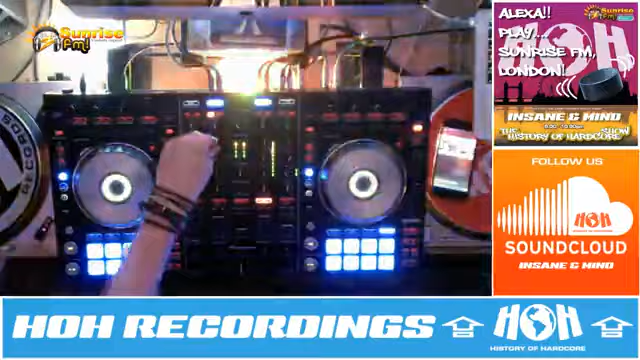 Sunrise
Fm!
ALEXA!!
PLAY...
SUNRISE FM,
LONDON!
INSANE & MIND
THE SHOW
HISTORY OF HARDCORE
FOLLOW US
HOH
SOUNDCLOUD
INSANE & MIND
RECORDS
HOH RECORDINGS
HOH
HISTORY OF HARDCORE